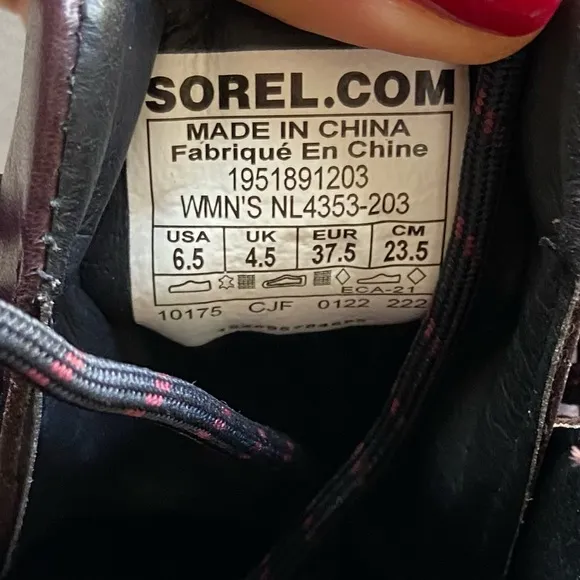 SOREL.COM
MADE IN CHINA
Fabriqué En Chine
1951891203
WMN'S NL4353-203
USA UK EUR CM
6.5 4.5 37.5 23.5
ECA-21
10175 CJF 0122 222